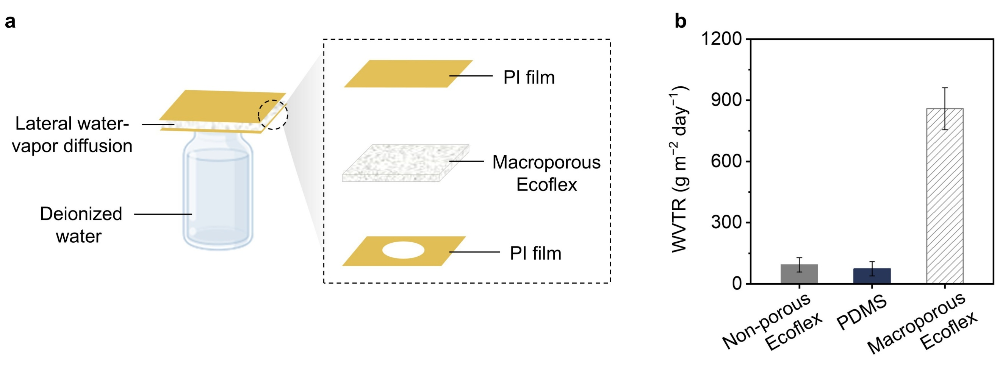 a
PI film
Lateral water-
vapor diffusion
Macroporous
Ecoflex
Deionized
water
PI film
b
WVTR (g m⁻² day⁻¹)
1200
900
600
300
0
Non-porous
Ecoflex
PDMS
Macroporous
Ecoflex